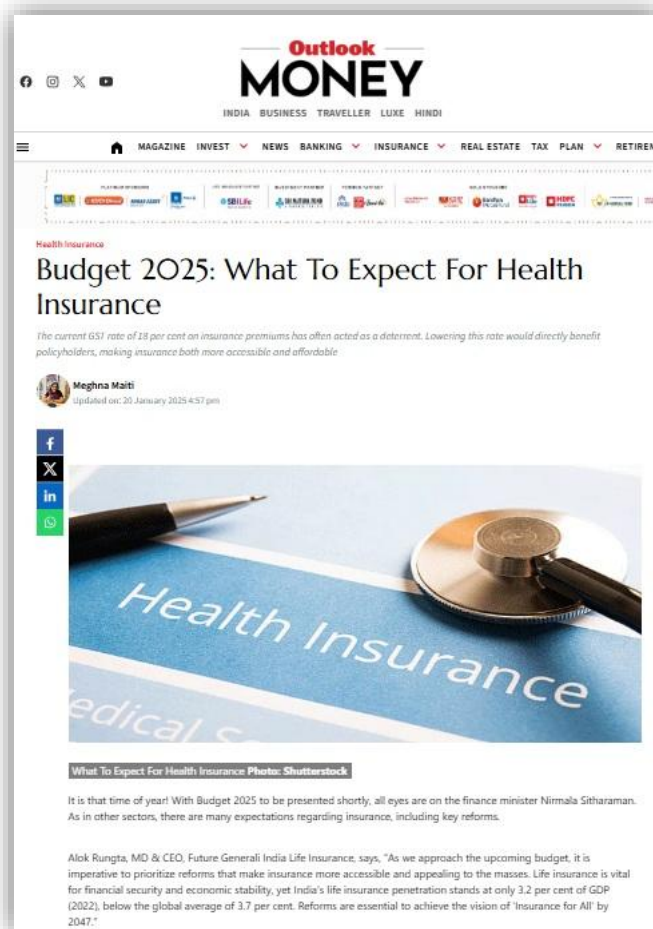 Outlook
MONEY
INDIA BUSINESS TRAVELLER LUXE HINDI
MAGAZINE INVEST NEWS BANKING INSURANCE REAL ESTATE TAX PLAN RETIREM
LIC
SBI Life
HDFC
Health Insurance
Budget 2025: What To Expect For Health
Insurance
The current GST rate of 18 per cent on insurance premiums has often acted as a deterrent. Lowering this rate would directly benefit
policyholders, making insurance both more accessible and affordable
Meghna Maiti
Updated on: 20 January 2025 4:57 pm
Health Insurance
edical S
What To Expect For Health Insurance Photo: Shutterstock
It is that time of year! With Budget 2025 to be presented shortly, all eyes are on the finance minister Nirmala Sitharaman.
As in other sectors, there are many expectations regarding insurance, including key reforms.
Alok Rungta, MD & CEO, Future Generali India Life Insurance, says, "As we approach the upcoming budget, it is
imperative to prioritize reforms that make insurance more accessible and appealing to the masses. Life insurance is vital
for financial security and economic stability, yet India's life insurance penetration stands at only 3.2 per cent of GDP
(2022), below the global average of 3.7 per cent. Reforms are essential to achieve the vision of 'Insurance for All' by
2047."